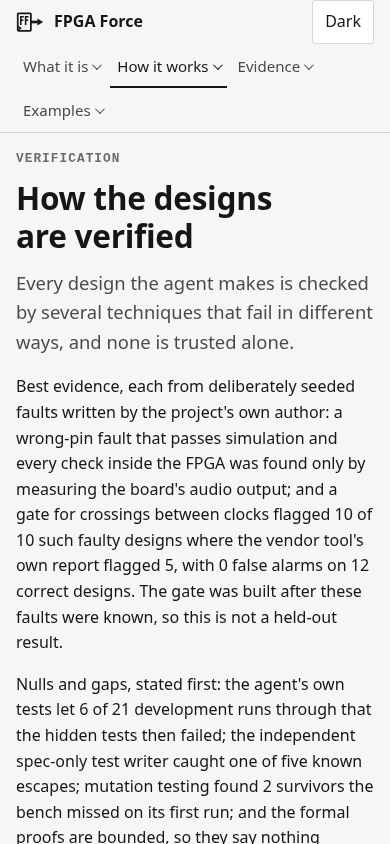 FF
FPGA Force
Dark
What it is
How it works
Evidence
Examples
VERIFICATION
How the designs
are verified
Every design the agent makes is checked
by several techniques that fail in different
ways, and none is trusted alone.
Best evidence, each from deliberately seeded
faults written by the project's own author: a
wrong-pin fault that passes simulation and
every check inside the FPGA was found only by
measuring the board's audio output; and a
gate for crossings between clocks flagged 10 of
10 such faulty designs where the vendor tool's
own report flagged 5, with 0 false alarms on 12
correct designs. The gate was built after these
faults were known, so this is not a held-out
result.
Nulls and gaps, stated first: the agent's own
tests let 6 of 21 development runs through that
the hidden tests then failed; the independent
spec-only test writer caught one of five known
escapes; mutation testing found 2 survivors the
bench missed on its first run; and the formal
proofs are bounded, so they say nothing